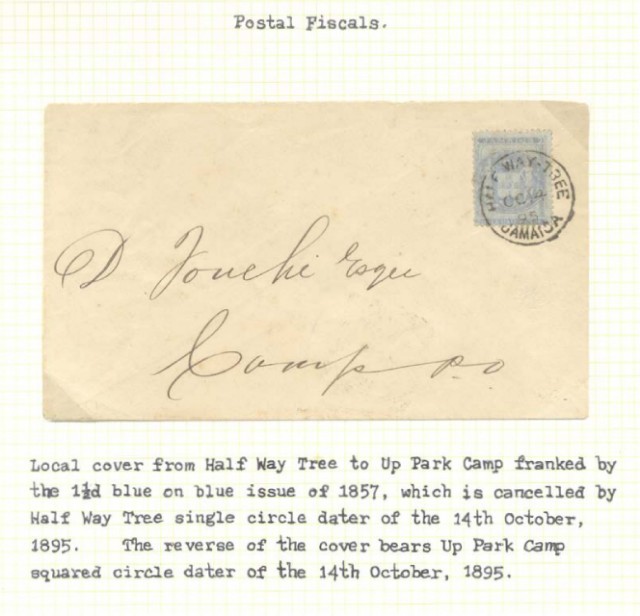 Postal Fiscals.
HALF WAY-TREE
OC 14
95
JAMAICA
D Touche Esqre
Camp P.O
Local cover from Half Way Tree to Up Park Camp franked by
the 1½d blue on blue issue of 1857, which is cancelled by
Half Way Tree single circle dater of the 14th October,
1895. The reverse of the cover bears Up Park Camp
squared circle dater of the 14th October, 1895.